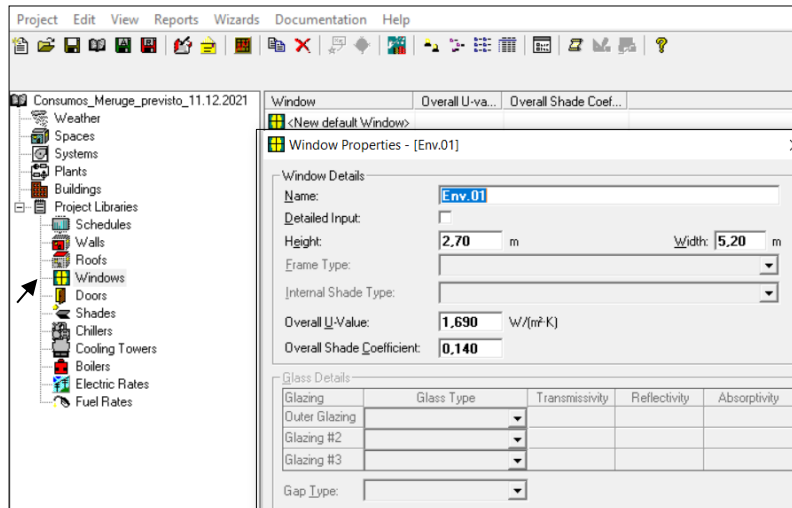 Project Edit View Reports Wizards Documentation Help
Consumos_Meruge_previsto_11.12.2021
Weather
Spaces
Systems
Plants
Buildings
Project Libraries
Schedules
Walls
Roofs
Windows
Doors
Shades
Chillers
Cooling Towers
Boilers
Electric Rates
Fuel Rates
Window Overall U-va... Overall Shade Coef...
<New default Window>
Window Properties - [Env.01]
Window Details
Name: Env.01
Detailed Input:
Height: 2,70 m Width: 5,20 m
Frame Type:
Internal Shade Type:
Overall U-Value: 1,690 W/(m²·K)
Overall Shade Coefficient: 0,140
Glass Details
Glazing Glass Type Transmissivity Reflectivity Absorptivity
Outer Glazing
Glazing #2
Glazing #3
Gap Type: